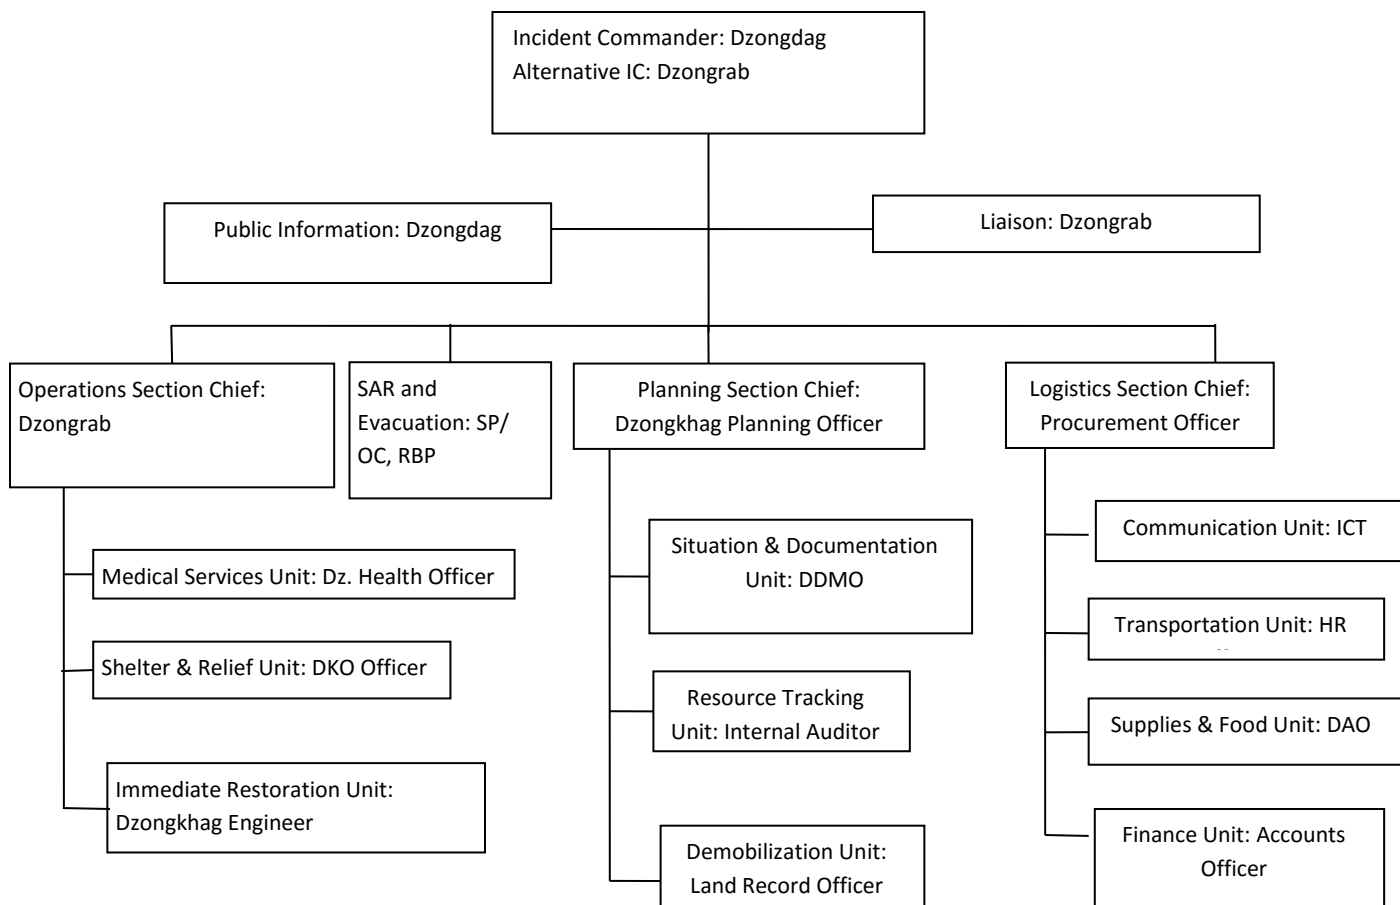 Incident Commander: Dzongdag
Alternative IC: Dzongrab
Public Information: Dzongdag
Liaison: Dzongrab
Operations Section Chief:
Dzongrab
SAR and
Evacuation: SP/
OC, RBP
Planning Section Chief:
Dzongkhag Planning Officer
Logistics Section Chief:
Procurement Officer
Medical Services Unit: Dz. Health Officer
Shelter & Relief Unit: DKO Officer
Immediate Restoration Unit:
Dzongkhag Engineer
Situation & Documentation
Unit: DDMO
Resource Tracking
Unit: Internal Auditor
Demobilization Unit:
Land Record Officer
Communication Unit: ICT
Transportation Unit: HR
Supplies & Food Unit: DAO
Finance Unit: Accounts
Officer